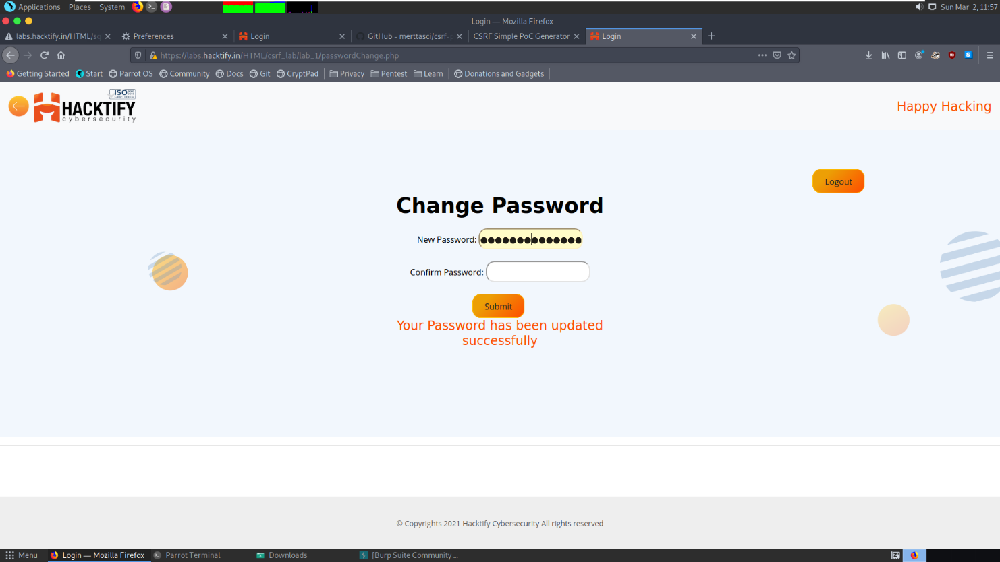 Applications Places System Sun Mar 2, 11:57
Login — Mozilla Firefox
labs.hacktify.in/HTML/sq Preferences Login GitHub - merttasci/csrf-p CSRF Simple PoC Generator Login
https://labs.hacktify.in/HTML/csrf_lab/lab_1/passwordChange.php
Getting Started Start Parrot OS Community Docs Git CryptPad Privacy Pentest Learn Donations and Gadgets
ISO
CERTIFIED
HACKTIFY
cybersecurity
Happy Hacking
Logout
Change Password
New Password:
Confirm Password:
Submit
Your Password has been updated
successfully
© Copyrights 2021 Hacktify Cybersecurity All rights reserved
Menu Login — Mozilla Firefox Parrot Terminal Downloads [Burp Suite Community ...